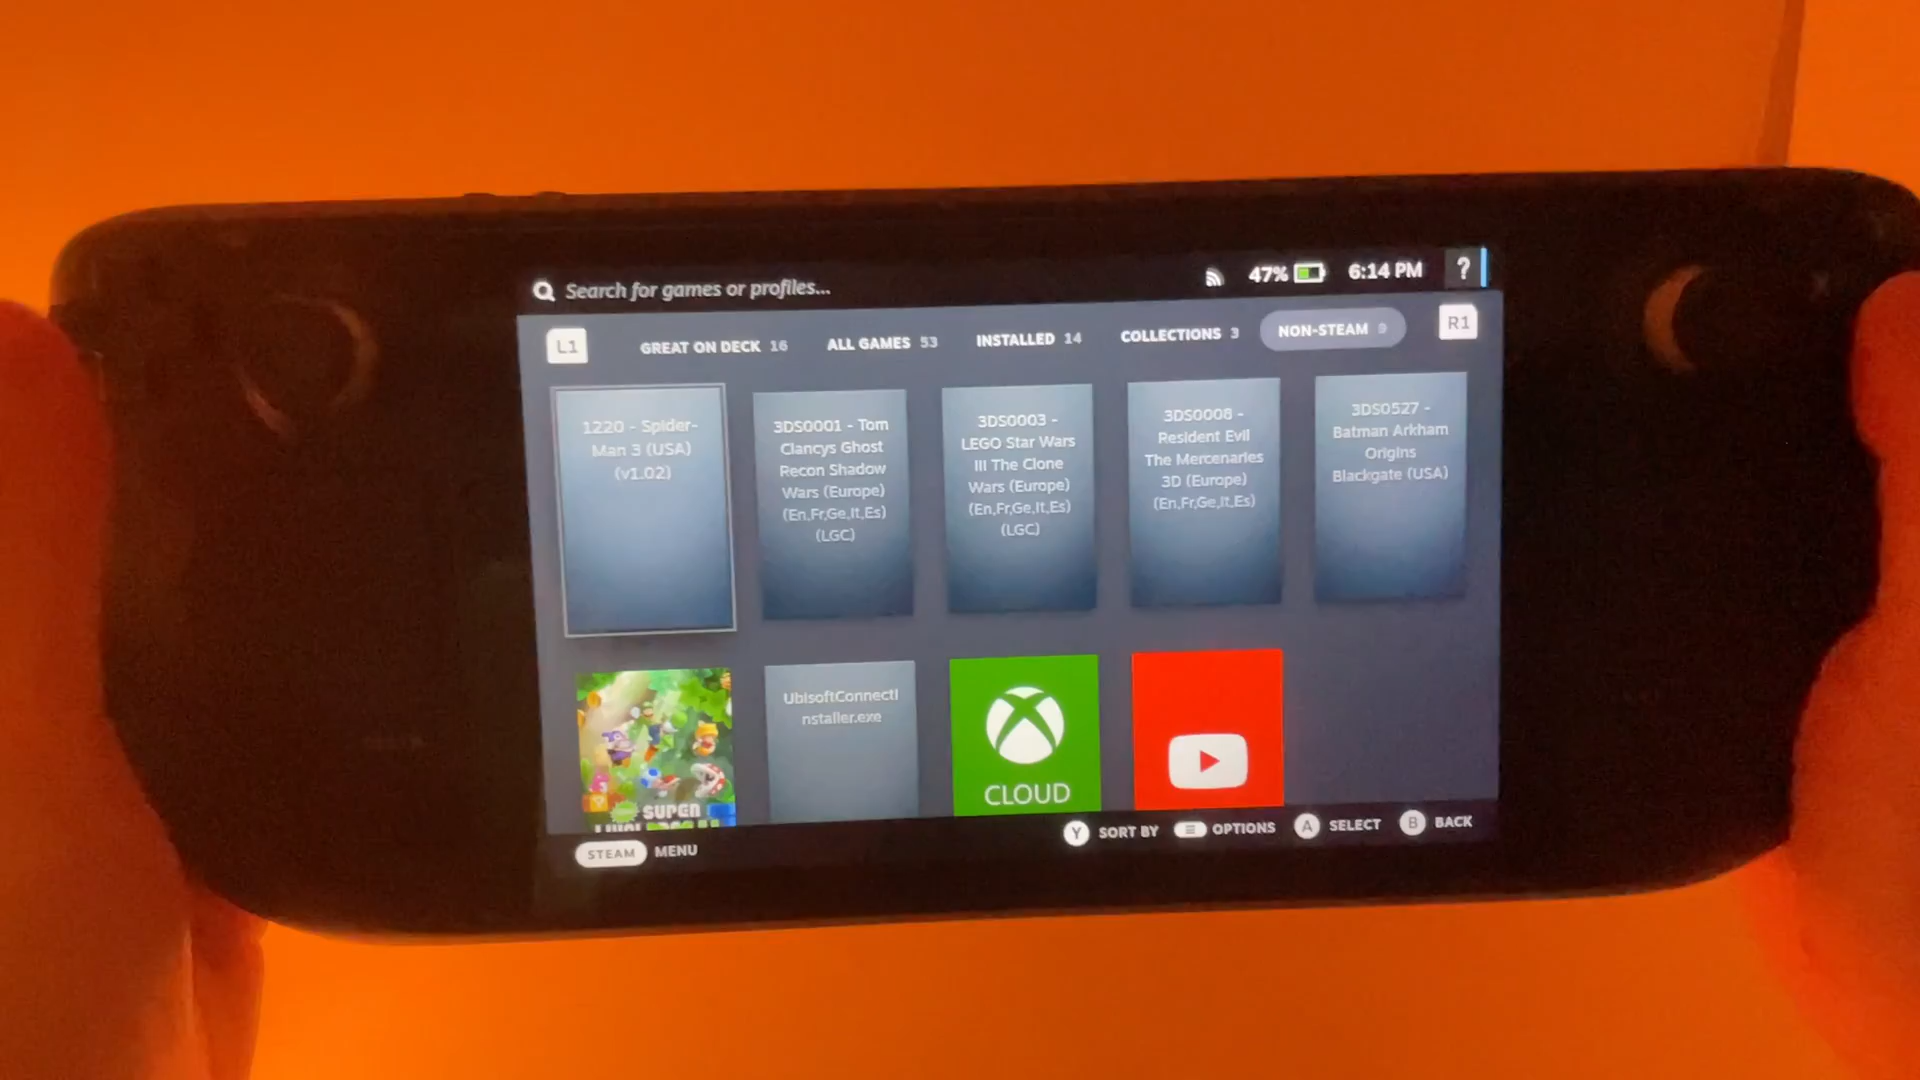 Search for games or profiles...
47%
6:14 PM
?
L1
GREAT ON DECK 16
ALL GAMES 53
INSTALLED 14
COLLECTIONS 3
NON-STEAM 9
R1
1220 - Spider-
Man 3 (USA)
(v1.02)
3DS0001 - Tom
Clancys Ghost
Recon Shadow
Wars (Europe)
(En,Fr,Ge,It,Es)
(LGC)
3DS0003 -
LEGO Star Wars
III The Clone
Wars (Europe)
(En,Fr,Ge,It,Es)
(LGC)
3DS0008 -
Resident Evil
The Mercenaries
3D (Europe)
(En,Fr,Ge,It,Es)
3DS0527 -
Batman Arkham
Origins
Blackgate (USA)
SUPER
UbisoftConnectI
nstaller.exe
CLOUD
STEAM MENU
Y SORT BY
OPTIONS
A SELECT
B BACK